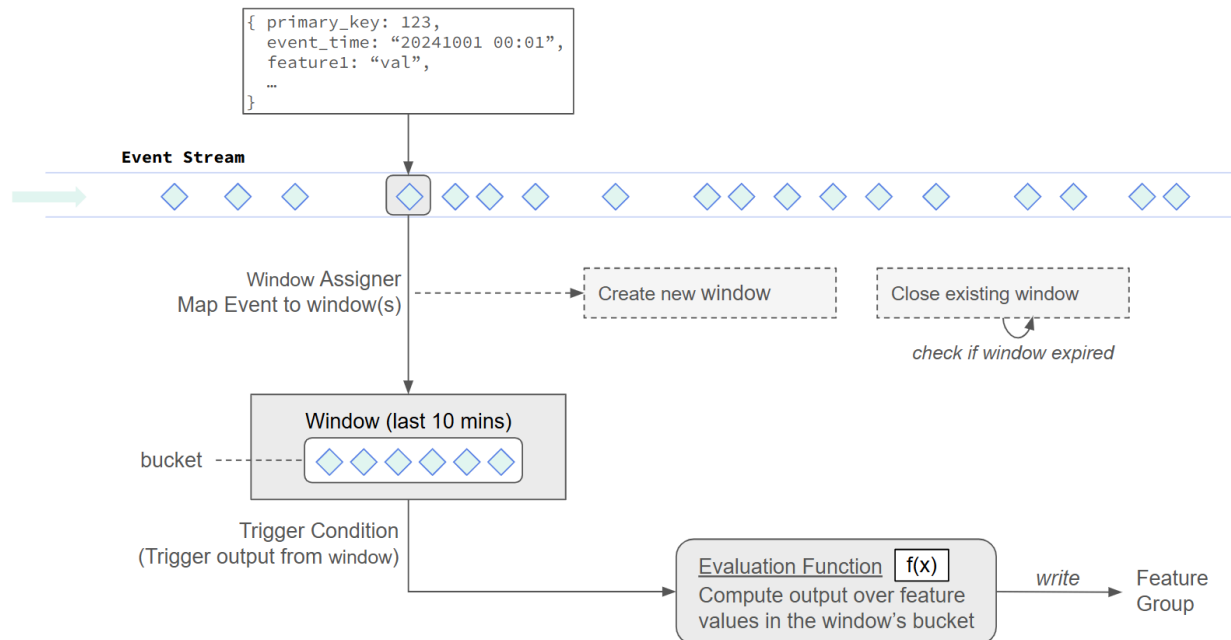 { primary_key: 123,
event_time: “20241001 00:01”,
feature1: “val”,
…
}
Event Stream
Window Assigner
Map Event to window(s)
Create new window
Close existing window
check if window expired
Window (last 10 mins)
bucket
Trigger Condition
(Trigger output from window)
Evaluation Function f(x)
Compute output over feature
values in the window’s bucket
write
Feature
Group